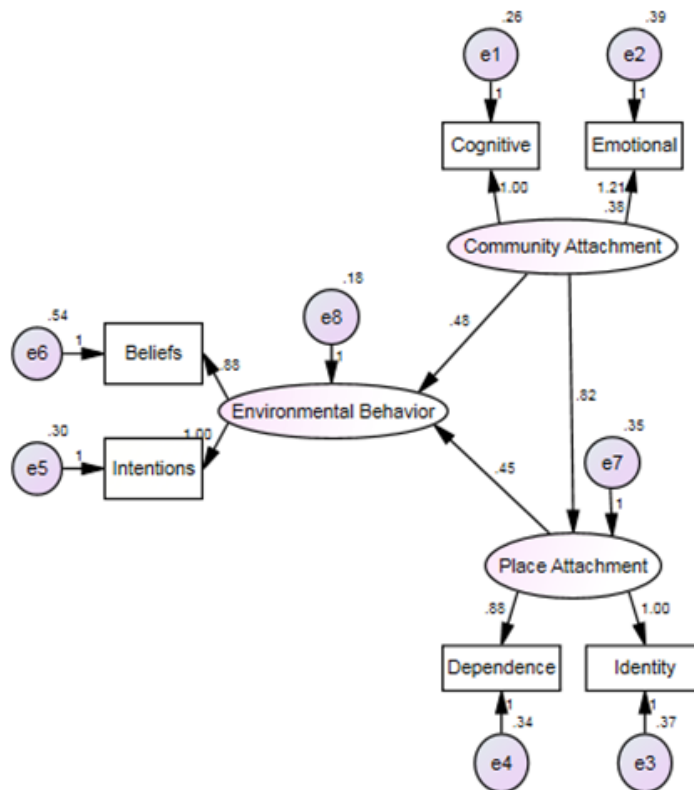 .26
.39
e1
e2
1
1
Cognitive
Emotional
1.00
1.21
.38
Community Attachment
.18
.54
e8
.48
e6
1
Beliefs
1
.88
Environmental Behavior
.82
.30
1.00
.35
e5
1
Intentions
.45
e7
1
Place Attachment
.88
1.00
Dependence
Identity
1
1
.34
.37
e4
e3